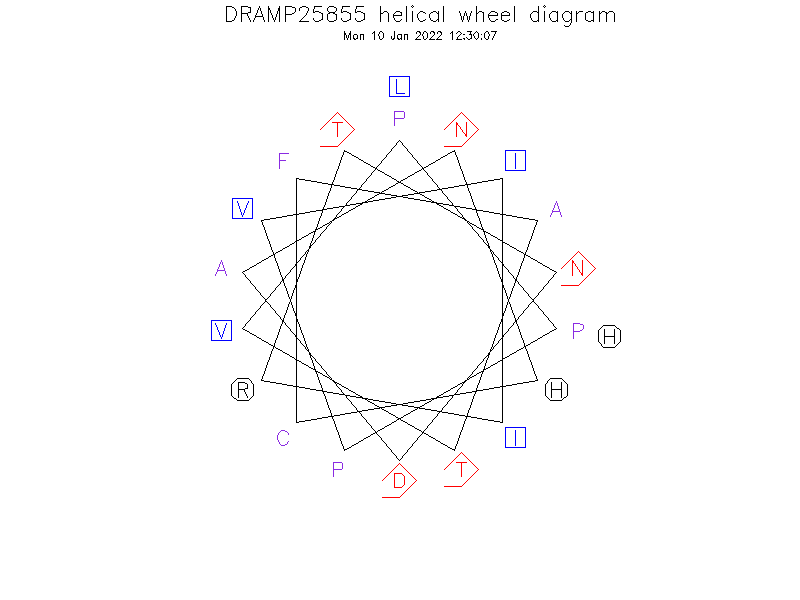 DRAMP25855 helical wheel diagram
Mon 10 Jan 2022 12:30:07
L
T P N
F I
V A
A N
V P H
R H
C I
P T
D